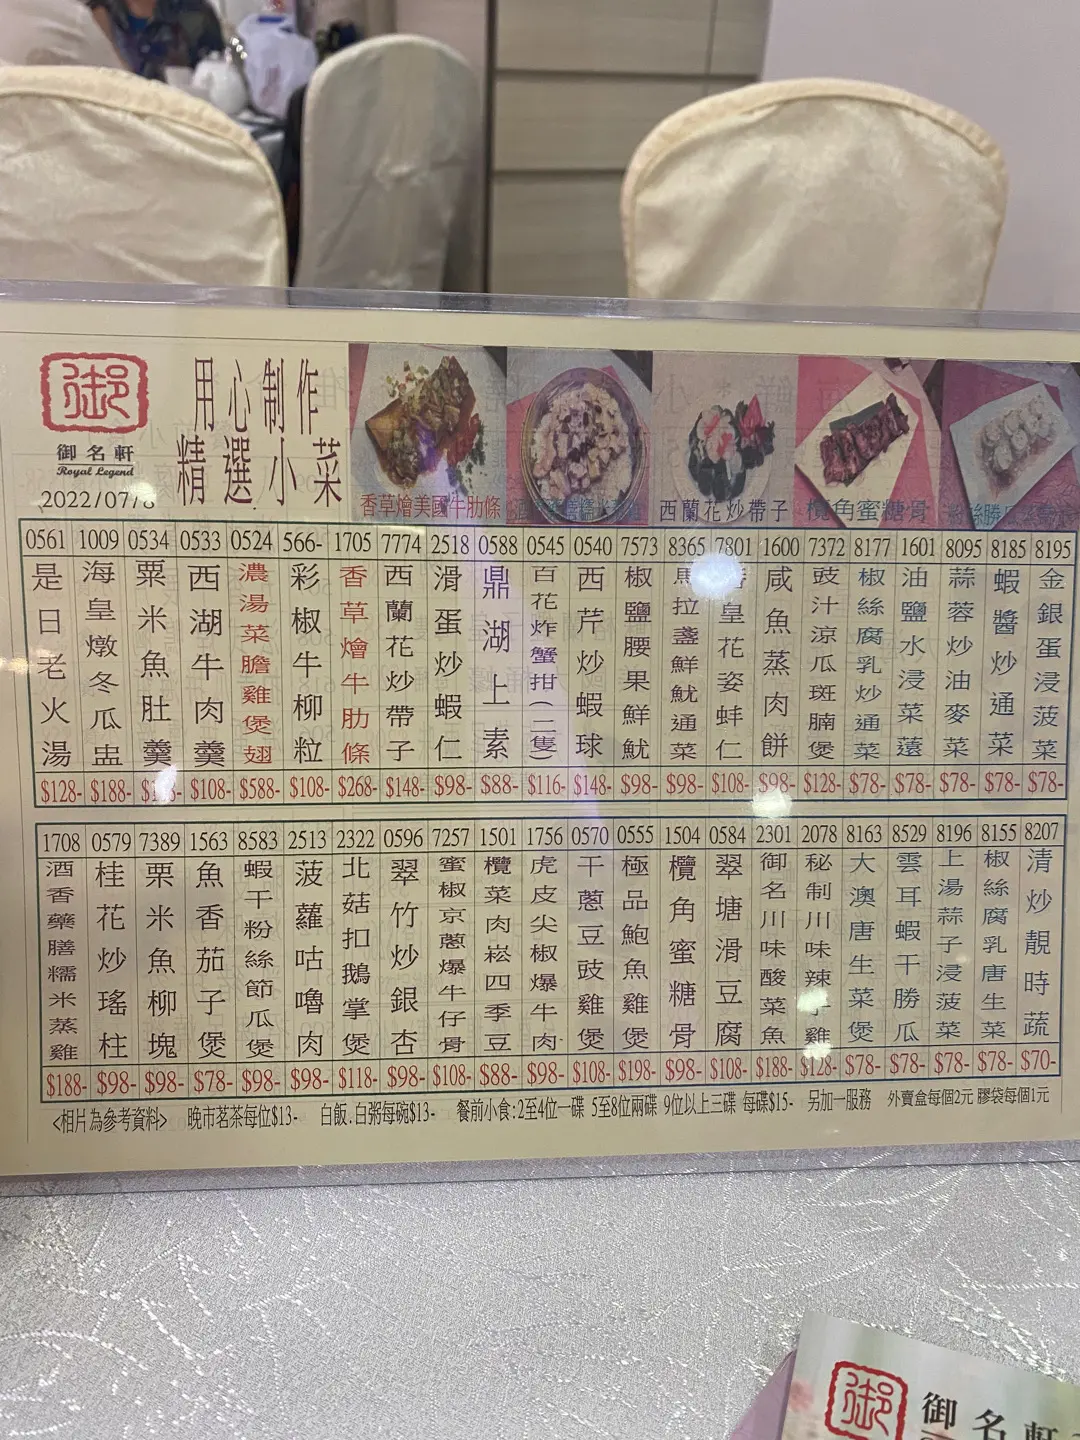 御名軒
Royal Legend
2022/07/8
用心制作
精選小菜
香草燴美國牛肋條
西蘭花炒帶子
欖角蜜糖骨
0561 1009 0534 0533 0524 566- 1705 7774 2518 0588 0545 0540 7573 8365 7801 1600 7372 8177 1601 8095 8185 8195
是日老火湯
海皇燉冬瓜盅
粟米魚肚羹
西湖牛肉羹
濃湯菜膽雞煲翅
彩椒牛柳粒
香草燴牛肋條
西蘭花炒帶子
滑蛋炒蝦仁
鼎湖上素
百花炸蟹拑(二隻)
西芹炒蝦球
椒鹽腰果鮮魷
馬拉盞鮮魷通菜
皇花姿蚌仁
咸魚蒸肉餅
豉汁涼瓜斑腩煲
椒絲腐乳炒通菜
油鹽水浸菜薳
蒜蓉炒油麥菜
蝦醬炒通菜
金銀蛋浸菠菜
$128- $188- $108- $588- $108- $268- $148- $98- $88- $116- $148- $98- $98- $108- $98- $128- $78- $78- $78- $78- $78-
1708 0579 7389 1563 8583 2513 2322 0596 7257 1501 1756 0570 0555 1504 0584 2301 2078 8163 8529 8196 8155 8207
酒香藥膳糯米蒸雞
桂花炒瑤柱
粟米魚柳塊
魚香茄子煲
蝦干粉絲節瓜煲
菠蘿咕嚕肉
北菇扣鵝掌煲
翠竹炒銀杏
蜜椒京蔥爆牛仔骨
欖菜肉崧四季豆
虎皮尖椒爆牛肉
干蔥豆豉雞煲
極品鮑魚雞煲
欖角蜜糖骨
翠塘滑豆腐
御名川味酸菜魚
秘制川味辣子雞
大澳唐生菜煲
雲耳蝦干勝瓜
上湯蒜子浸菠菜
椒絲腐乳唐生菜
清炒靚時蔬
$188- $98- $98- $78- $98- $98- $118- $98- $108- $88- $98- $108- $198- $98- $98- $188- $128- $78- $78- $78- $78- $70-
<相片為參考資料> 晚市茗茶每位$13- 白飯.白粥每碗$13- 餐前小食:2至4位一碟 5至8位兩碟 9位以上三碟 每碟$15- 另加一服務 外賣盒每個2元 膠袋每個1元
御名軒